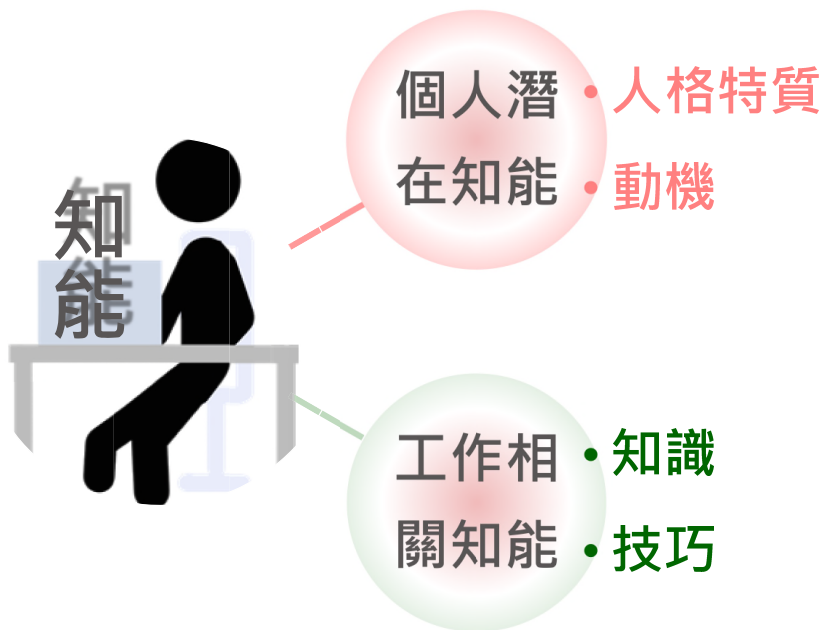 知
能
個人潛
在知能
• 人格特質
• 動機
工作相
關知能
• 知識
• 技巧